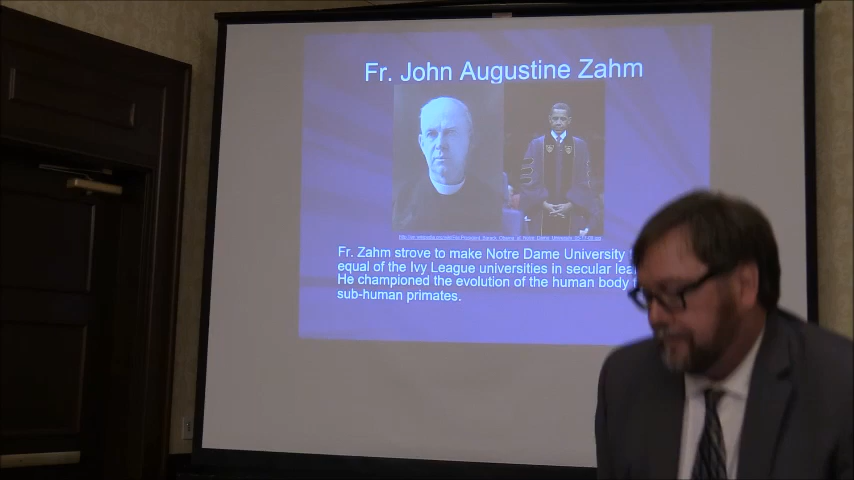 Fr. John Augustine Zahm
Fr. Zahm strove to make Notre Dame University
equal of the Ivy League universities in secular
He championed the evolution of the human body
sub-human primates.